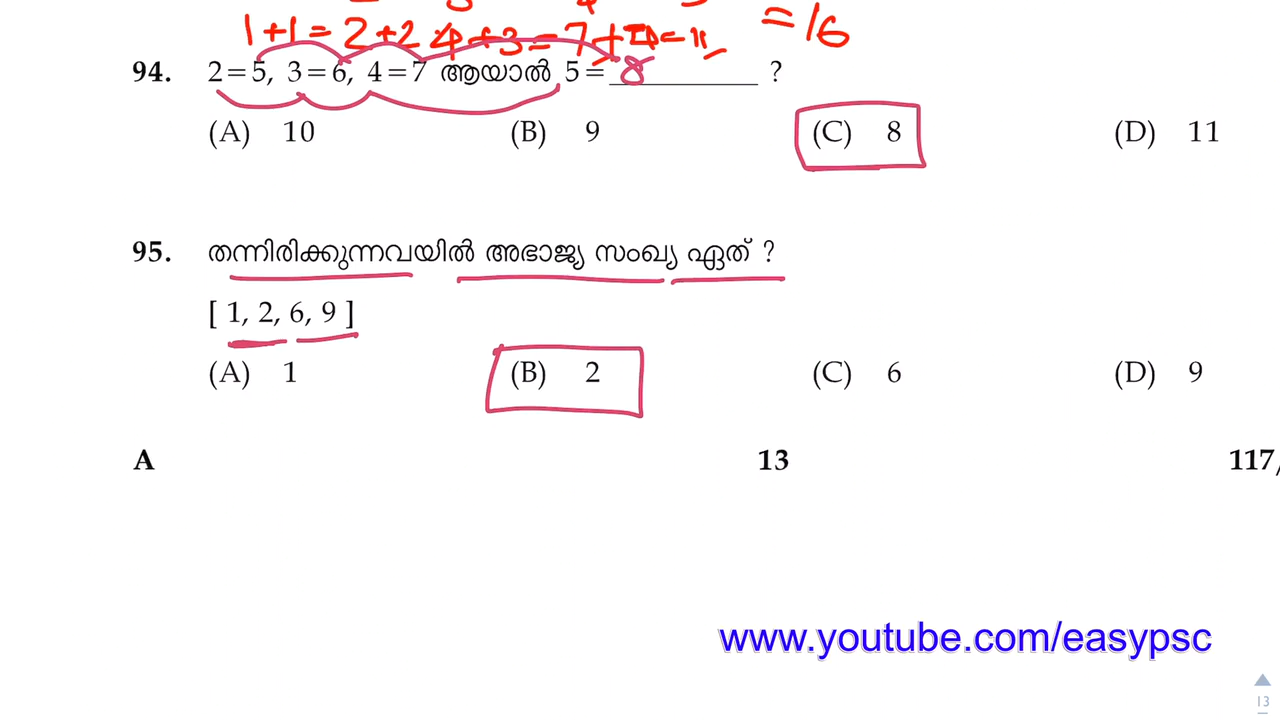 1+1=2+2 4+3=7+4=11
=16
94. 2=5, 3=6, 4=7 ആയാൽ 5= 8 ?
(A) 10 (B) 9 (C) 8 (D) 11
95. തന്നിരിക്കുന്നവയിൽ അഭാജ്യ സംഖ്യ ഏത് ?
[ 1, 2, 6, 9 ]
(A) 1 (B) 2 (C) 6 (D) 9
A 13 117/
www.youtube.com/easypsc
13